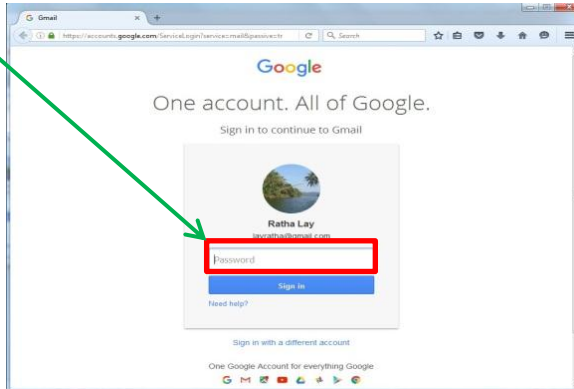 Gmail
https://accounts.google.com/ServiceLogin?service=mail&passive=tr
Search
Google
One account. All of Google.
Sign in to continue to Gmail
Ratha Lay
layratha@gmail.com
Password
Sign in
Need help?
Sign in with a different account
One Google Account for everything Google